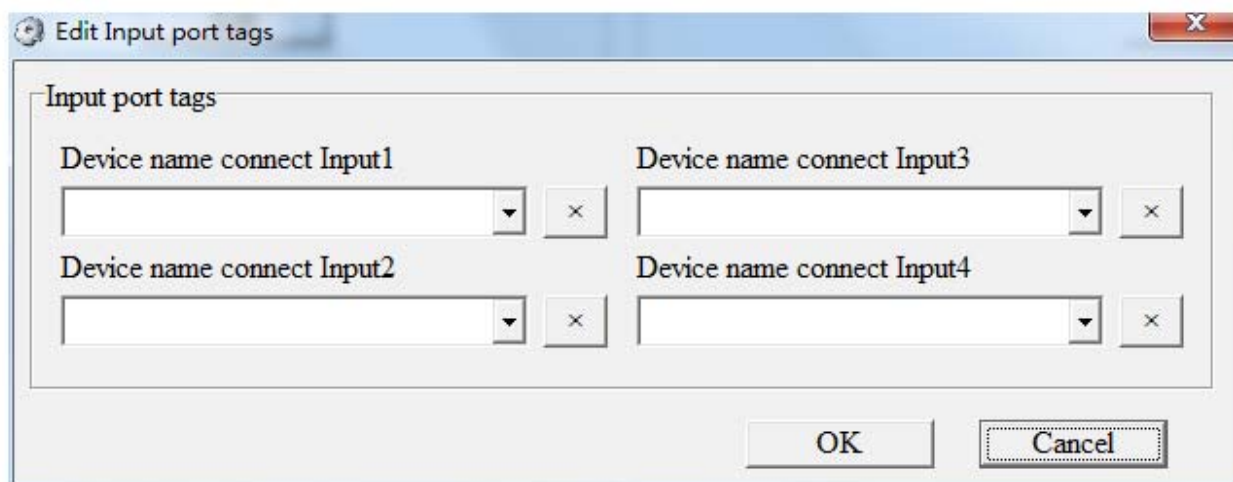 Edit Input port tags
Input port tags
Device name connect Input1
Device name connect Input3
× ×
Device name connect Input2
Device name connect Input4
× ×
OK
Cancel